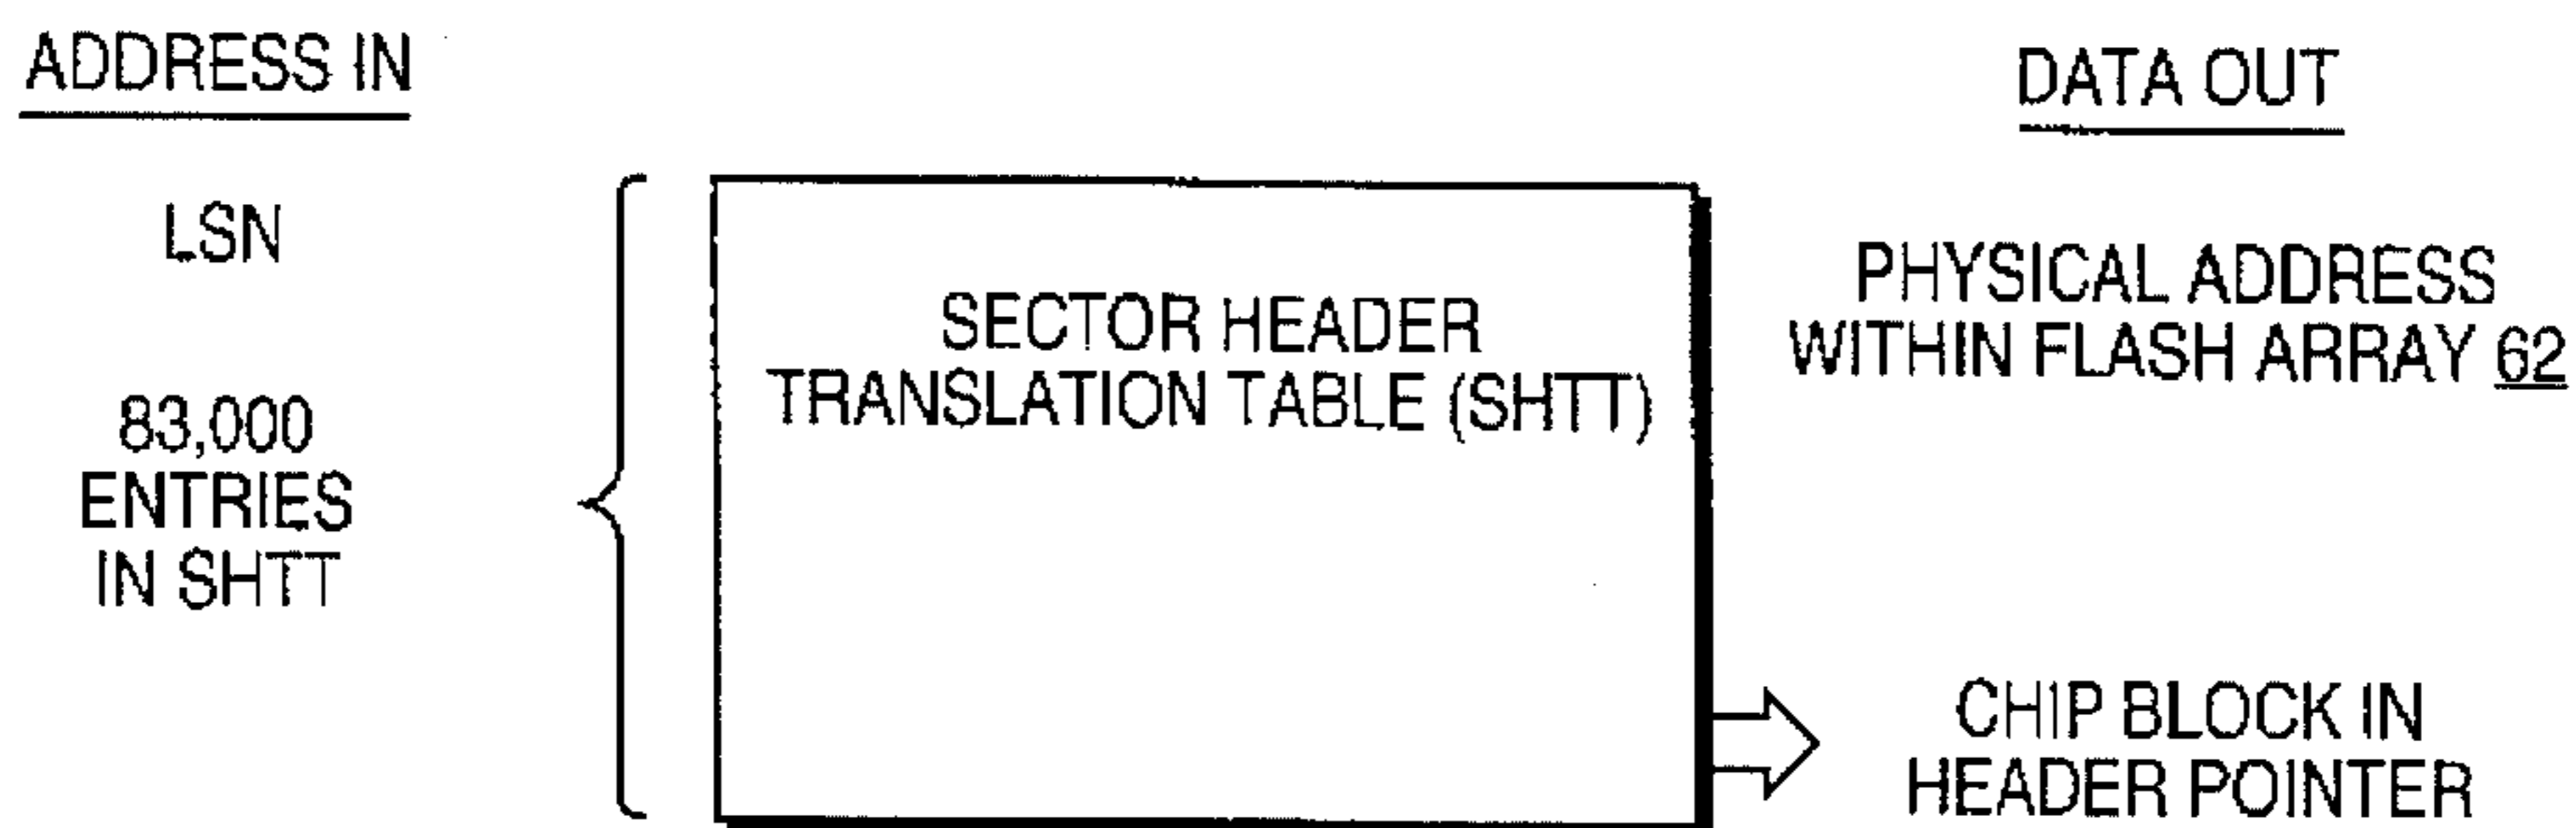 ADDRESS IN
LSN
83,000
ENTRIES
IN SHTT
SECTOR HEADER
TRANSLATION TABLE (SHTT)
DATA OUT
PHYSICAL ADDRESS
WITHIN FLASH ARRAY 62
CHIP BLOCK IN
HEADER POINTER